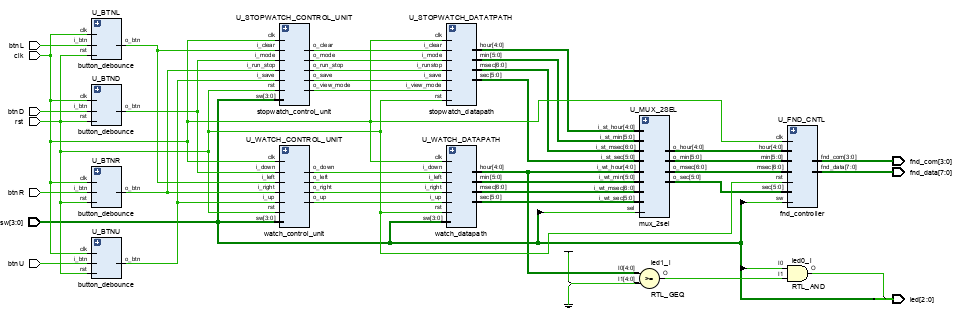 U_BTNL
clk
i_btn
rst
o_btn
button_debounce
btnL
clk
U_BTND
clk
i_btn
rst
o_btn
button_debounce
btnD
rst
U_BTNR
clk
i_btn
rst
o_btn
button_debounce
btnR
sw[3:0]
U_BTNU
clk
i_btn
rst
o_btn
button_debounce
btnU
U_STOPWATCH_CONTROL_UNIT
clk
i_clear
i_mode
i_run_stop
i_save
rst
sw[3:0]
o_clear
o_mode
o_run_stop
o_save
o_view_mode
stopwatch_control_unit
U_STOPWATCH_DATATPATH
clk
i_clear
i_mode
i_runstop
i_save
i_view_mode
rst
hour[4:0]
min[5:0]
msec[6:0]
sec[5:0]
stopwatch_datapath
U_WATCH_CONTROL_UNIT
clk
i_down
i_left
i_right
i_up
rst
sw[3:0]
o_down
o_left
o_right
o_up
watch_control_unit
U_WATCH_DATAPATH
clk
i_down
i_left
i_right
i_up
rst
sw[3:0]
hour[4:0]
min[5:0]
msec[6:0]
sec[5:0]
watch_datapath
U_MUX_2SEL
i_st_hour[4:0]
i_st_min[5:0]
i_st_msec[6:0]
i_st_sec[5:0]
i_wt_hour[4:0]
i_wt_min[5:0]
i_wt_msec[6:0]
i_wt_sec[5:0]
sel
o_hour[4:0]
o_min[5:0]
o_msec[6:0]
o_sec[5:0]
mux_2sel
U_FND_CNTL
clk
hour[4:0]
min[5:0]
msec[6:0]
rst
sec[5:0]
sw
fnd_com[3:0]
fnd_data[7:0]
fnd_controller
fnd_com[3:0]
fnd_data[7:0]
led1_i
I0[4:0]
I1[4:0]
>=
O
RTL_GEQ
led0_i
I0
I1
O
RTL_AND
led[2:0]